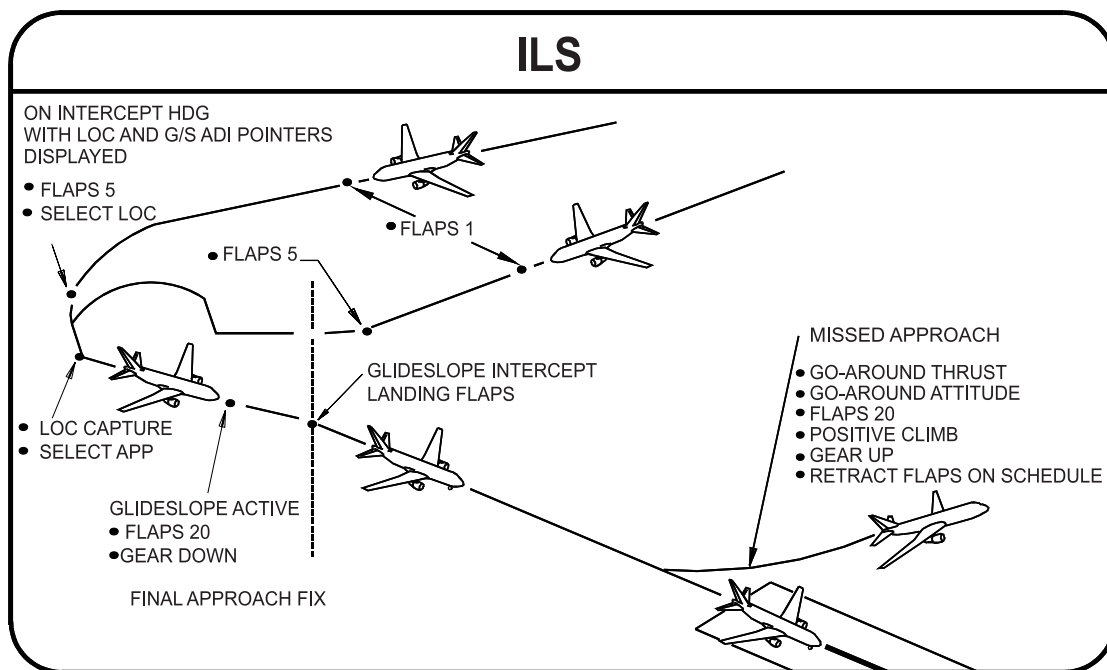 ILS
ON INTERCEPT HDG
WITH LOC AND G/S ADI POINTERS
DISPLAYED
● FLAPS 5
● SELECT LOC
● FLAPS 1
● FLAPS 5
● LOC CAPTURE
● SELECT APP
GLIDESLOPE ACTIVE
● FLAPS 20
● GEAR DOWN
GLIDESLOPE INTERCEPT
LANDING FLAPS
FINAL APPROACH FIX
MISSED APPROACH
● GO-AROUND THRUST
● GO-AROUND ATTITUDE
● FLAPS 20
● POSITIVE CLIMB
● GEAR UP
● RETRACT FLAPS ON SCHEDULE